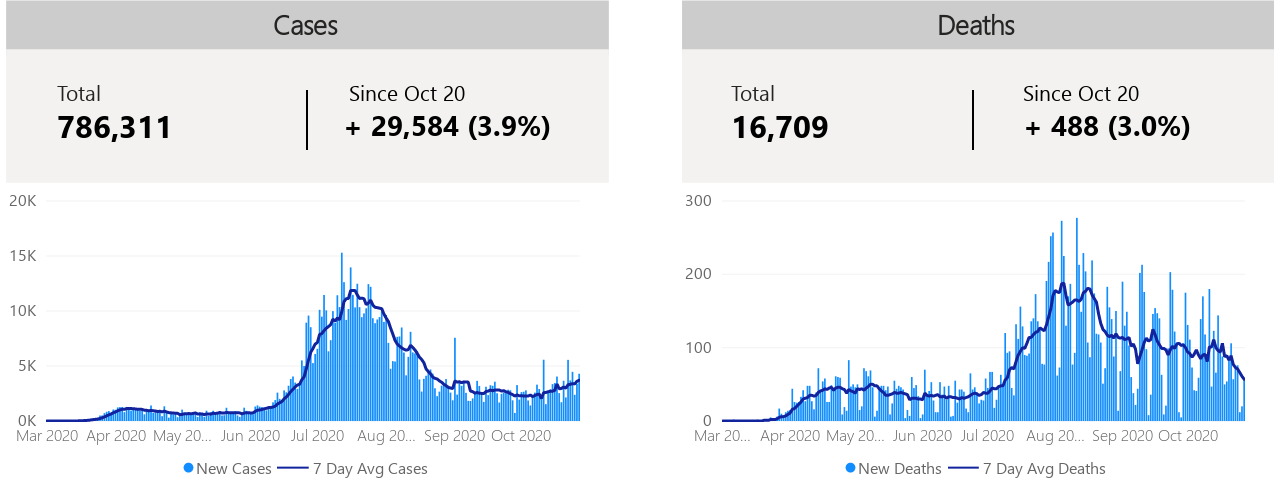 Cases
Total
786,311
Since Oct 20
+ 29,584 (3.9%)
20K
15K
10K
5K
0K
Mar 2020 Apr 2020 May 20... Jun 2020 Jul 2020 Aug 20... Sep 2020 Oct 2020
New Cases 7 Day Avg Cases
Deaths
Total
16,709
Since Oct 20
+ 488 (3.0%)
300
200
100
0
Mar 20... Apr 2020 May 20... Jun 2020 Jul 2020 Aug 20... Sep 2020 Oct 2020
New Deaths 7 Day Avg Deaths